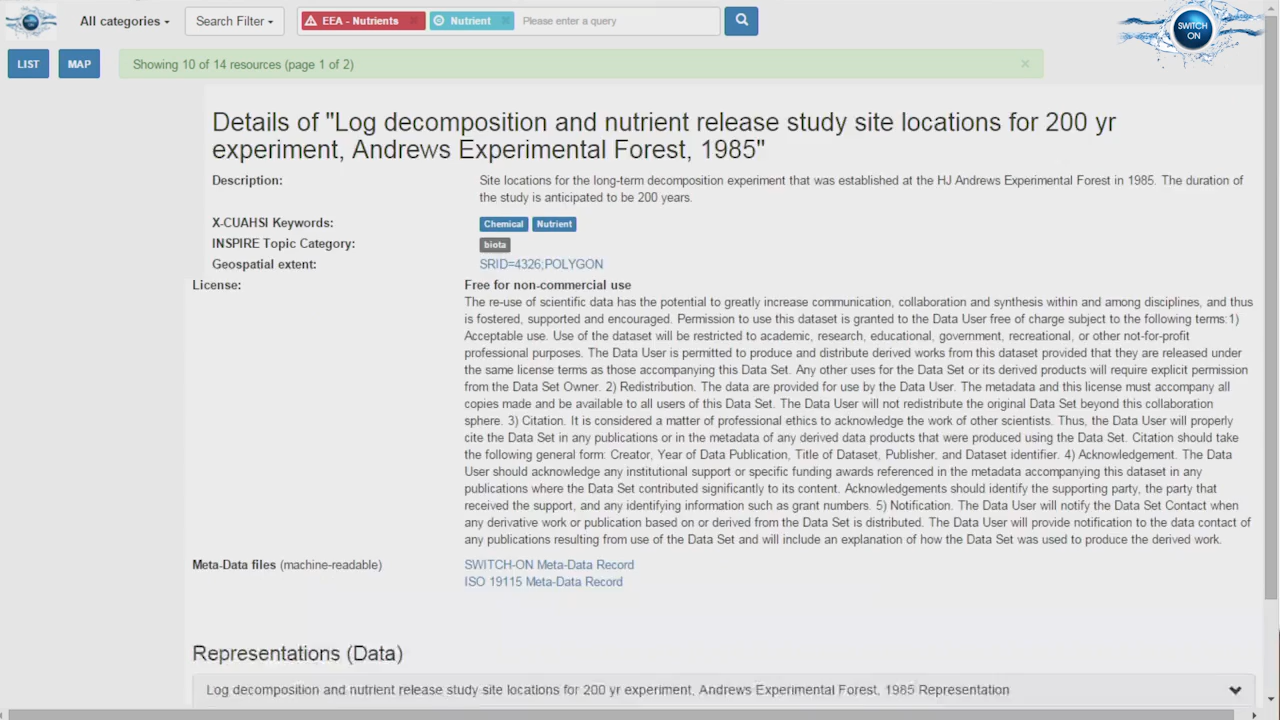 All categories
Search Filter
EEA - Nutrients ×
Nutrient ×
Please enter a query
SWITCH
ON
LIST
MAP
Showing 10 of 14 resources (page 1 of 2)
×
Details of "Log decomposition and nutrient release study site locations for 200 yr
experiment, Andrews Experimental Forest, 1985"
Description:
Site locations for the long-term decomposition experiment that was established at the HJ Andrews Experimental Forest in 1985. The duration of
the study is anticipated to be 200 years.
X-CUAHSI Keywords:
Chemical Nutrient
INSPIRE Topic Category:
biota
Geospatial extent:
SRID=4326;POLYGON
License:
Free for non-commercial use
The re-use of scientific data has the potential to greatly increase communication, collaboration and synthesis within and among disciplines, and thus
is fostered, supported and encouraged. Permission to use this dataset is granted to the Data User free of charge subject to the following terms:1)
Acceptable use. Use of the dataset will be restricted to academic, research, educational, government, recreational, or other not-for-profit
professional purposes. The Data User is permitted to produce and distribute derived works from this dataset provided that they are released under
the same license terms as those accompanying this Data Set. Any other uses for the Data Set or its derived products will require explicit permission
from the Data Set Owner. 2) Redistribution. The data are provided for use by the Data User. The metadata and this license must accompany all
copies made and be available to all users of this Data Set. The Data User will not redistribute the original Data Set beyond this collaboration
sphere. 3) Citation. It is considered a matter of professional ethics to acknowledge the work of other scientists. Thus, the Data User will properly
cite the Data Set in any publications or in the metadata of any derived data products that were produced using the Data Set. Citation should take
the following general form: Creator, Year of Data Publication, Title of Dataset, Publisher, and Dataset identifier. 4) Acknowledgement. The Data
User should acknowledge any institutional support or specific funding awards referenced in the metadata accompanying this dataset in any
publications where the Data Set contributed significantly to its content. Acknowledgements should identify the supporting party, the party that
received the support, and any identifying information such as grant numbers. 5) Notification. The Data User will notify the Data Set Contact when
any derivative work or publication based on or derived from the Data Set is distributed. The Data User will provide notification to the data contact of
any publications resulting from use of the Data Set and will include an explanation of how the Data Set was used to produce the derived work.
Meta-Data files (machine-readable)
SWITCH-ON Meta-Data Record
ISO 19115 Meta-Data Record
Representations (Data)
Log decomposition and nutrient release study site locations for 200 yr experiment, Andrews Experimental Forest, 1985 Representation